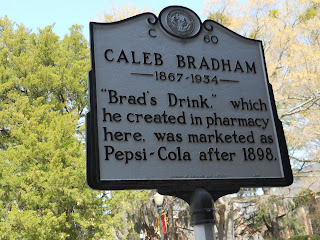 C 60
CALEB BRADHAM
1867-1934
"Brad's Drink," which
he created in pharmacy
here, was marketed as
Pepsi-Cola after 1898.